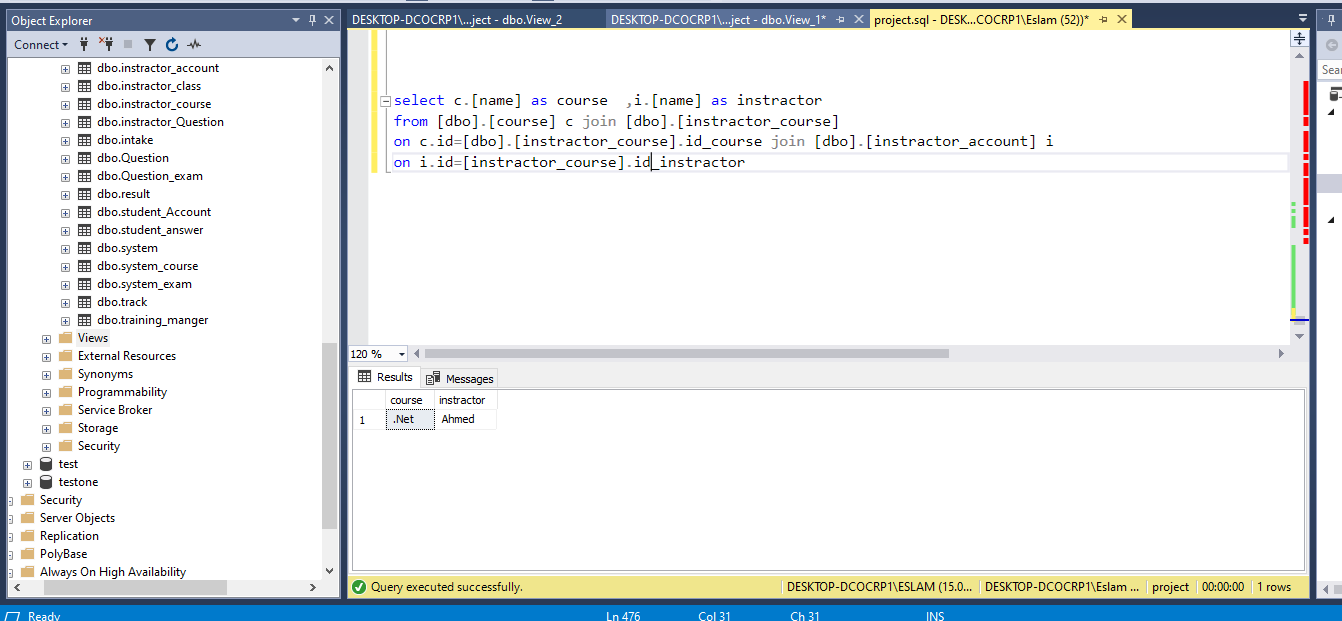 Object Explorer
Connect
dbo.instractor_account
dbo.instractor_class
dbo.instractor_course
dbo.instractor_Question
dbo.intake
dbo.Question
dbo.Question_exam
dbo.result
dbo.student_Account
dbo.student_answer
dbo.system
dbo.system_course
dbo.system_exam
dbo.track
dbo.training_manger
Views
External Resources
Synonyms
Programmability
Service Broker
Storage
Security
test
testone
Security
Server Objects
Replication
PolyBase
Always On High Availability
DESKTOP-DCOCRP1\...ject - dbo.View_2
DESKTOP-DCOCRP1\...ject - dbo.View_1*
project.sql - DESK...COCRP1\Eslam (52))*
select c.[name] as course ,i.[name] as instractor
from [dbo].[course] c join [dbo].[instractor_course]
on c.id=[dbo].[instractor_course].id_course join [dbo].[instractor_account] i
on i.id=[instractor_course].id_instractor
120 %
Results Messages
course instractor
1 .Net Ahmed
Query executed successfully. DESKTOP-DCOCRP1\ESLAM (15.0... DESKTOP-DCOCRP1\Eslam ... project 00:00:00 1 rows
Ready Ln 476 Col 31 Ch 31 INS